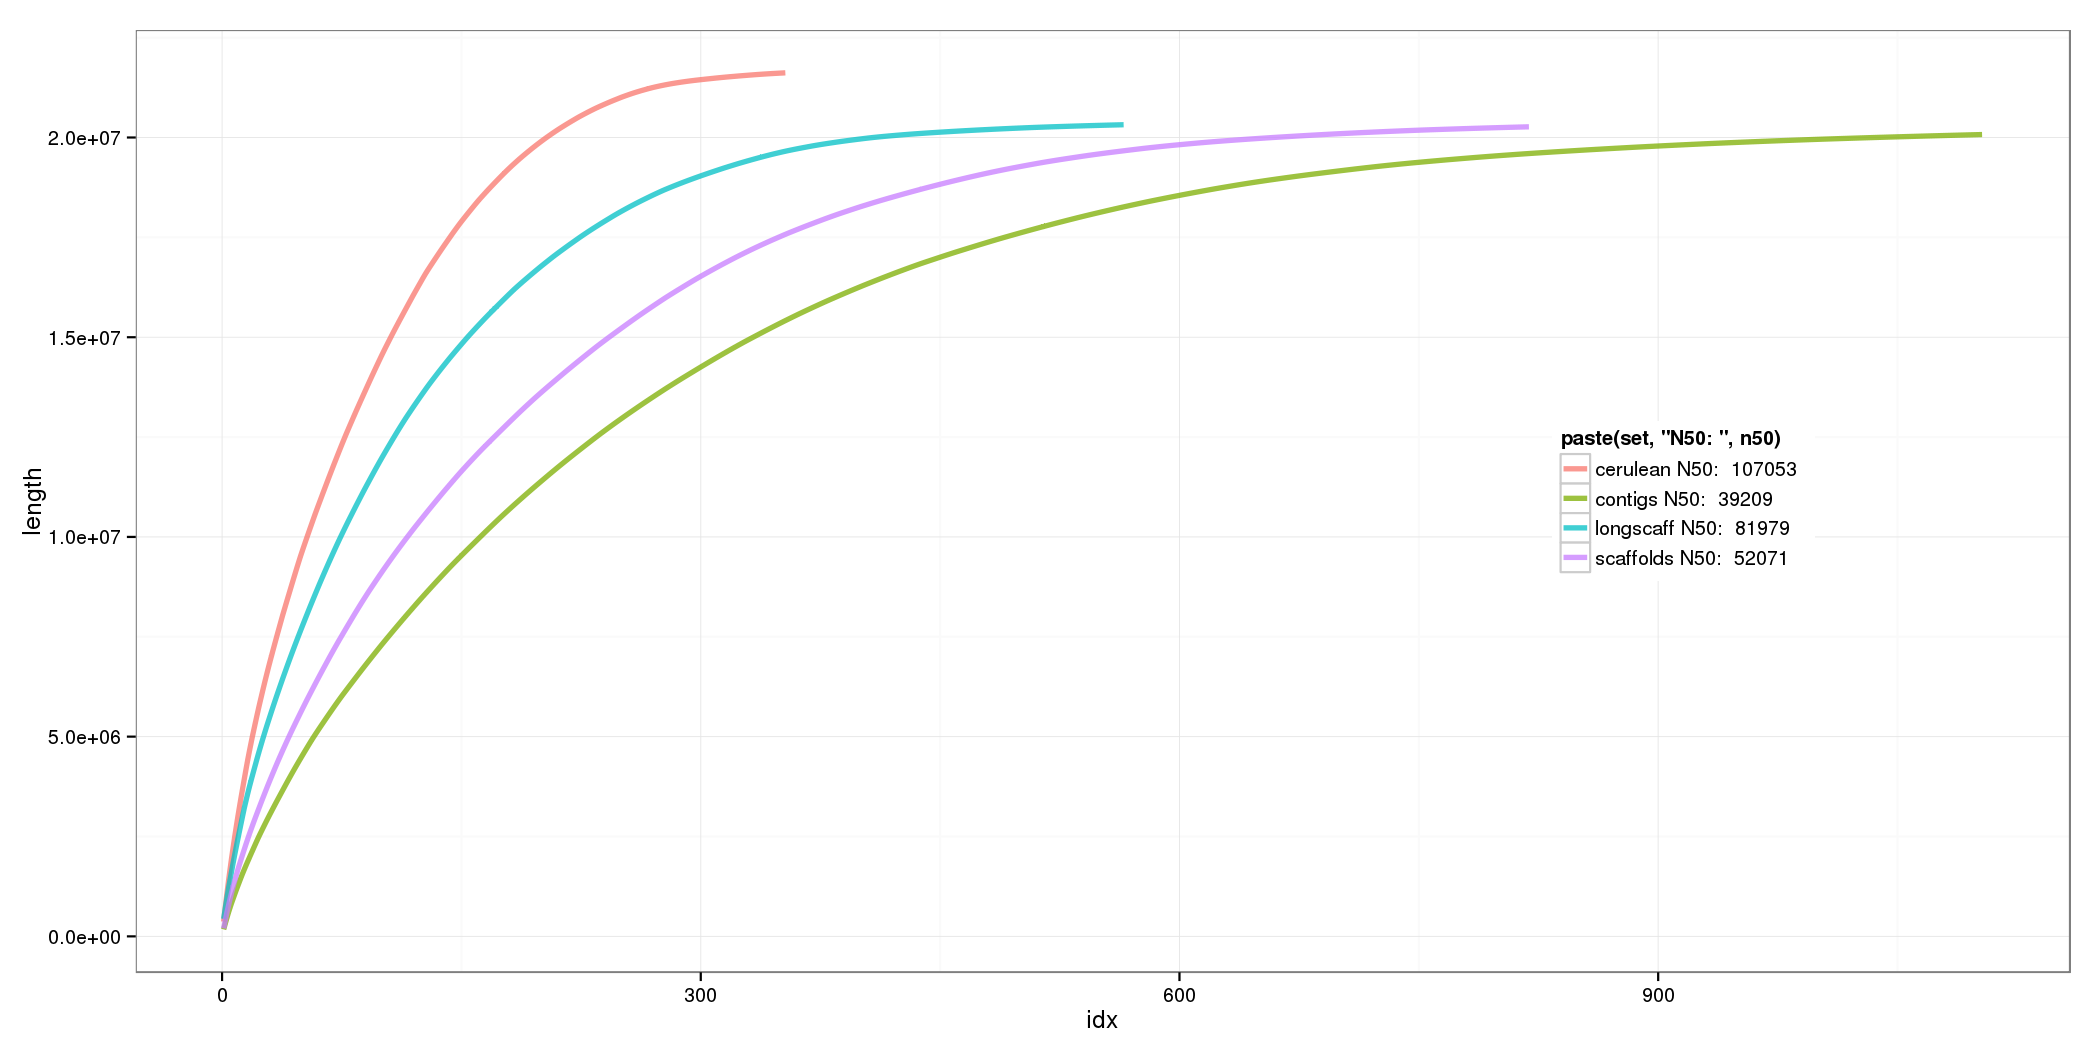 2.0e+07
1.5e+07
1.0e+07
5.0e+06
0.0e+00
length
0 300 600 900
idx
paste(set, "N50: ", n50)
cerulean N50:  107053
contigs N50:  39209
longscaff N50:  81979
scaffolds N50:  52071